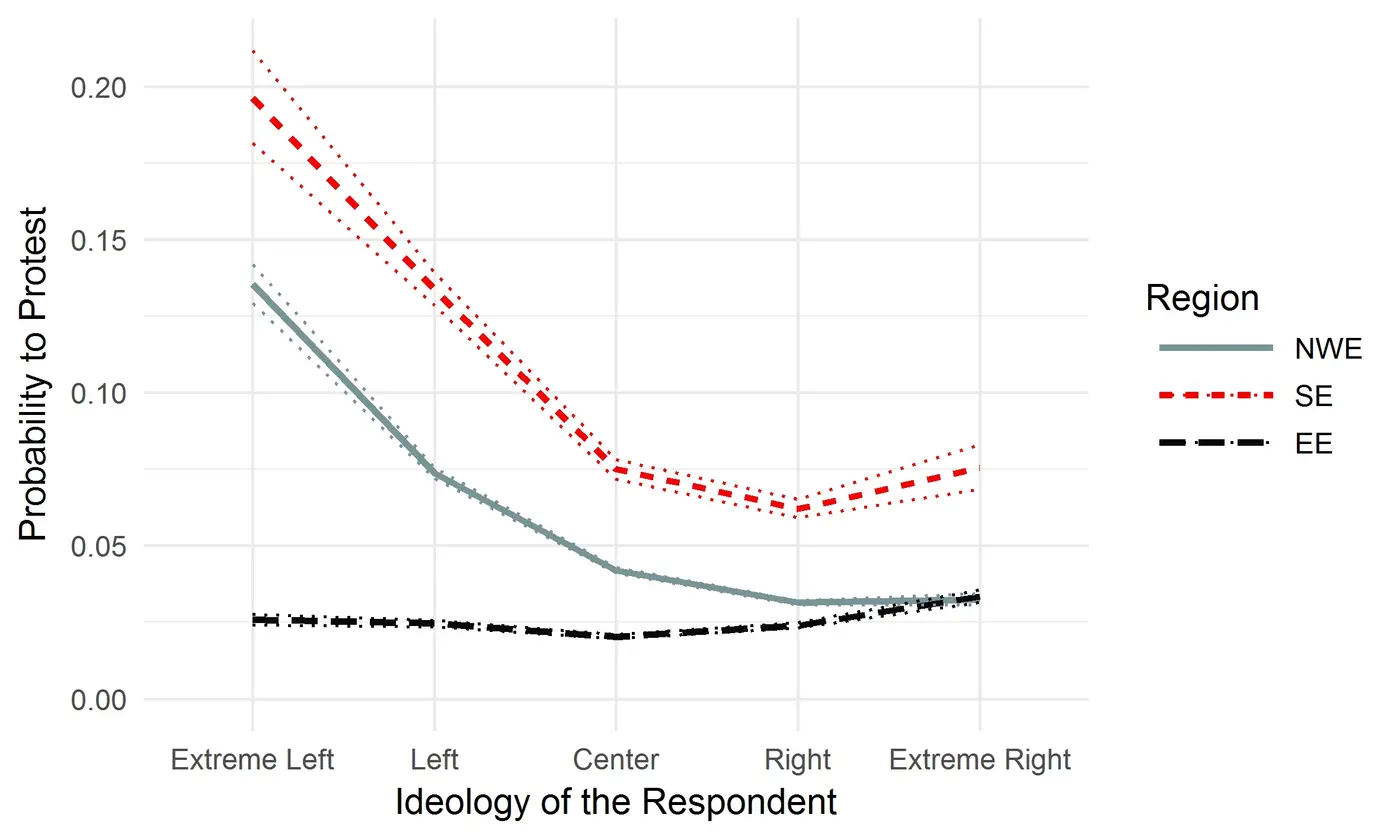 Probability to Protest
0.20
0.15
0.10
0.05
0.00
Extreme Left Left Center Right Extreme Right
Ideology of the Respondent
Region
NWE
SE
EE